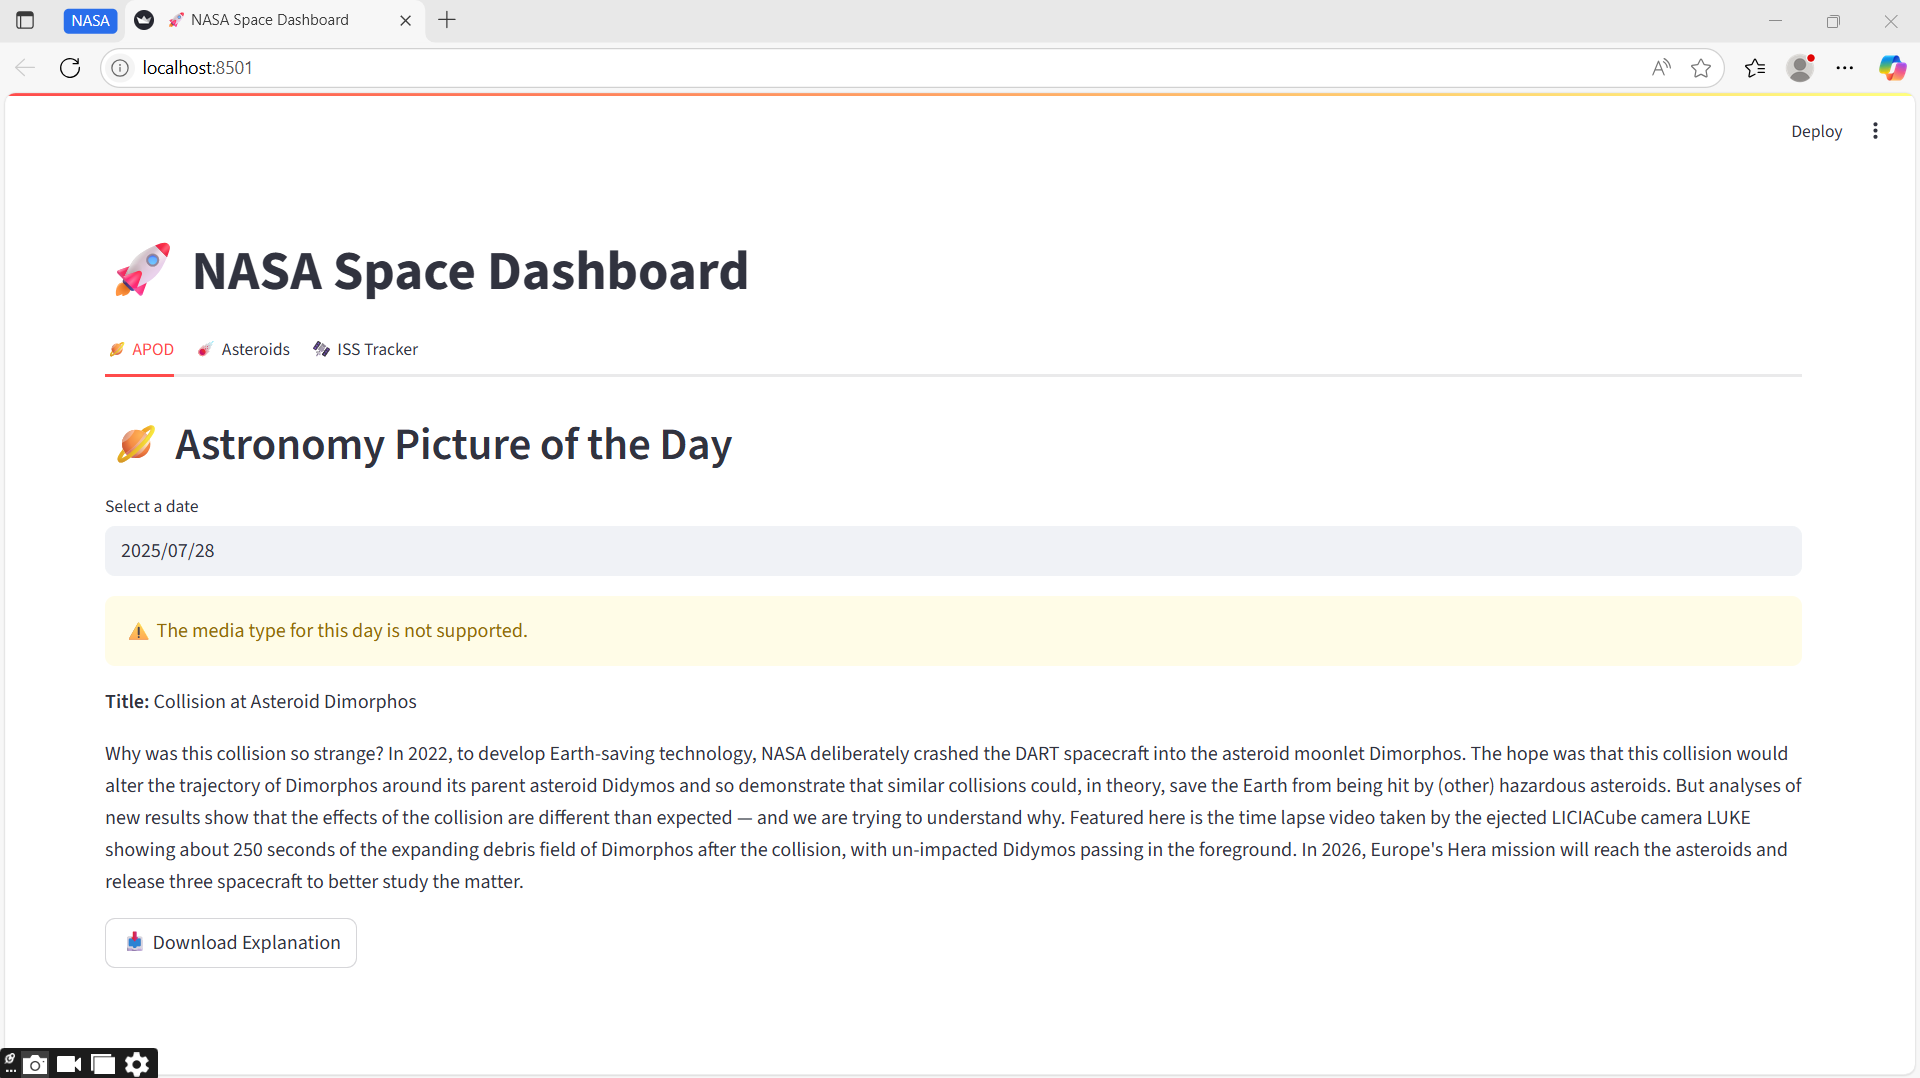 NASA
NASA Space Dashboard
localhost:8501
Deploy
NASA Space Dashboard
APOD Asteroids ISS Tracker
Astronomy Picture of the Day
Select a date
2025/07/28
The media type for this day is not supported.
Title: Collision at Asteroid Dimorphos
Why was this collision so strange? In 2022, to develop Earth-saving technology, NASA deliberately crashed the DART spacecraft into the asteroid moonlet Dimorphos. The hope was that this collision would
alter the trajectory of Dimorphos around its parent asteroid Didymos and so demonstrate that similar collisions could, in theory, save the Earth from being hit by (other) hazardous asteroids. But analyses of
new results show that the effects of the collision are different than expected — and we are trying to understand why. Featured here is the time lapse video taken by the ejected LICIACube camera LUKE
showing about 250 seconds of the expanding debris field of Dimorphos after the collision, with un-impacted Didymos passing in the foreground. In 2026, Europe's Hera mission will reach the asteroids and
release three spacecraft to better study the matter.
Download Explanation